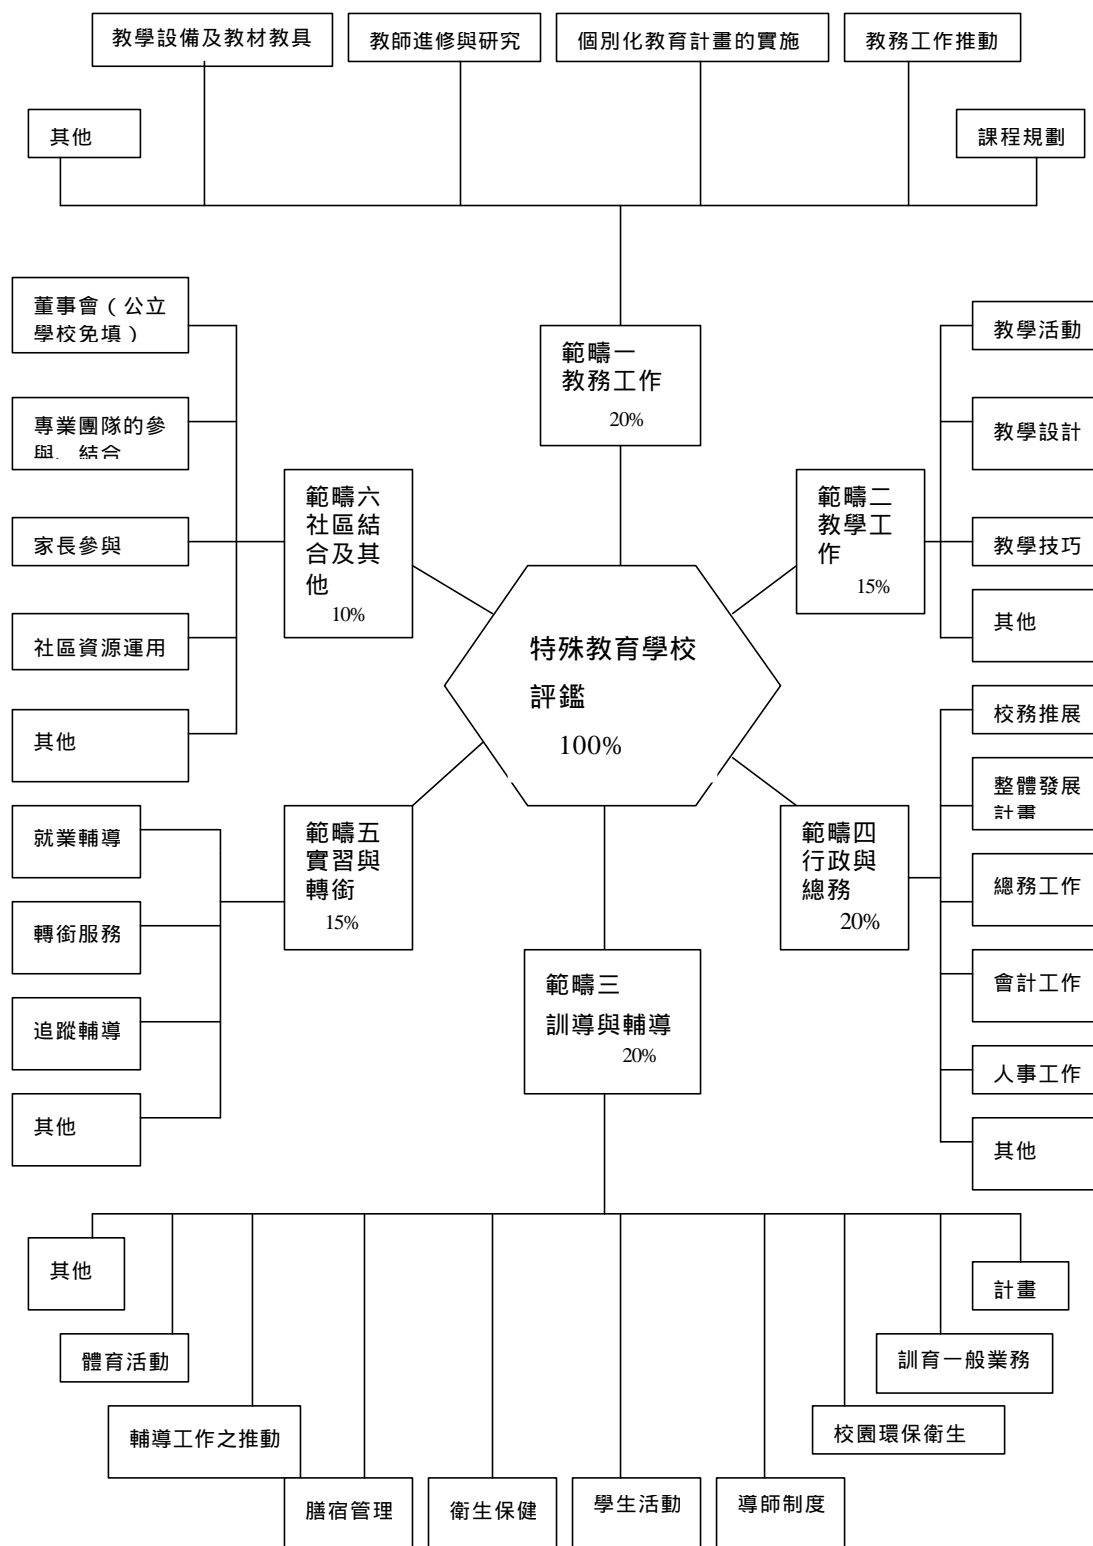 教學設備及教材教具
教師進修與研究
個別化教育計畫的實施
教務工作推動
其他
課程規劃
董事會（公立
學校免填）
專業團隊的參
與、結合
家長參與
社區資源運用
其他
範疇一
教務工作
20%
範疇六
社區結
合及其
他
10%
範疇二
教學工
作
15%
教學活動
教學設計
教學技巧
其他
特殊教育學校
評鑑
100%
校務推展
整體發展
計畫
總務工作
會計工作
人事工作
其他
就業輔導
轉銜服務
追蹤輔導
其他
範疇五
實習與
轉銜
15%
範疇四
行政與
總務
20%
範疇三
訓導與輔導
20%
其他
計畫
體育活動
訓育一般業務
輔導工作之推動
校園環保衛生
膳宿管理
衛生保健
學生活動
導師制度